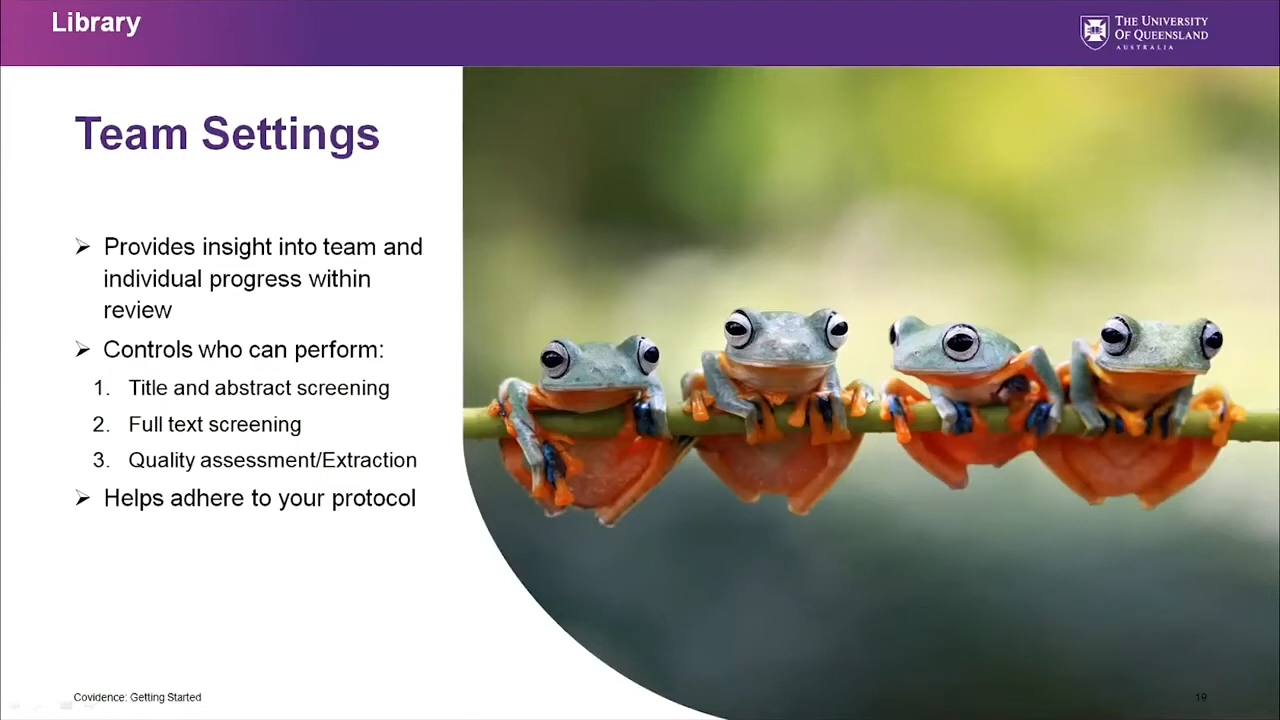 Library
THE UNIVERSITY
OF QUEENSLAND
AUSTRALIA
Team Settings
Provides insight into team and
individual progress within
review
Controls who can perform:
1. Title and abstract screening
2. Full text screening
3. Quality assessment/Extraction
Helps adhere to your protocol
Covidence: Getting Started
19